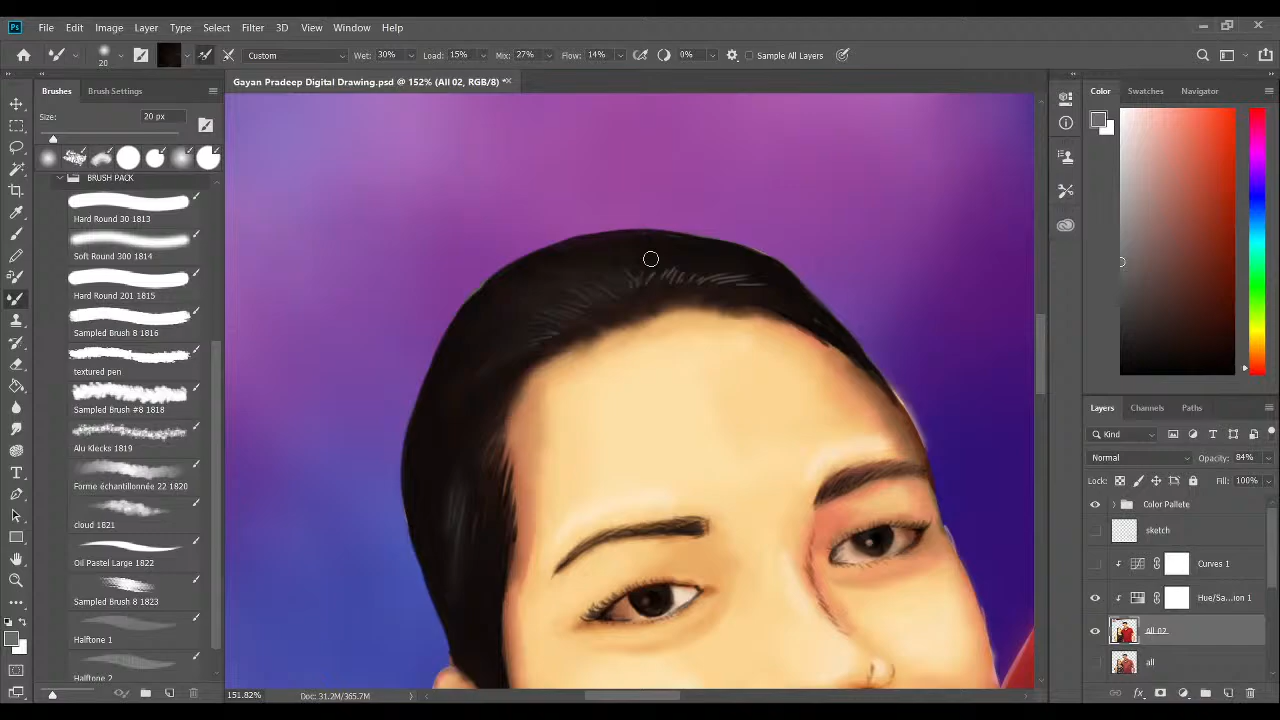 Ps File Edit Image Layer Type Select Filter 3D View Window Help
20 Custom Wet: 30% Load: 15% Mix: 27% Flow: 14% 0% Sample All Layers
Gayan Pradeep Digital Drawing.psd @ 152% (All 02, RGB/8) *
Brushes Brush Settings
Size: 20 px
BRUSH PACK
Hard Round 30 1813
Soft Round 300 1814
Hard Round 201 1815
Sampled Brush 8 1816
textured pen
Sampled Brush #8 1818
Alu Klecks 1819
Forme échantillonnée 22 1820
cloud 1821
Oil Pastel Large 1822
Sampled Brush 8 1823
Halftone 1
Halftone 2
151.82% Doc: 31.2M/365.7M
Color Swatches Navigator
Layers Channels Paths
Kind
Normal Opacity: 84%
Lock: Fill: 100%
Color Pallete
sketch
Curves 1
Hue/Sa...ion 1
All 02
all